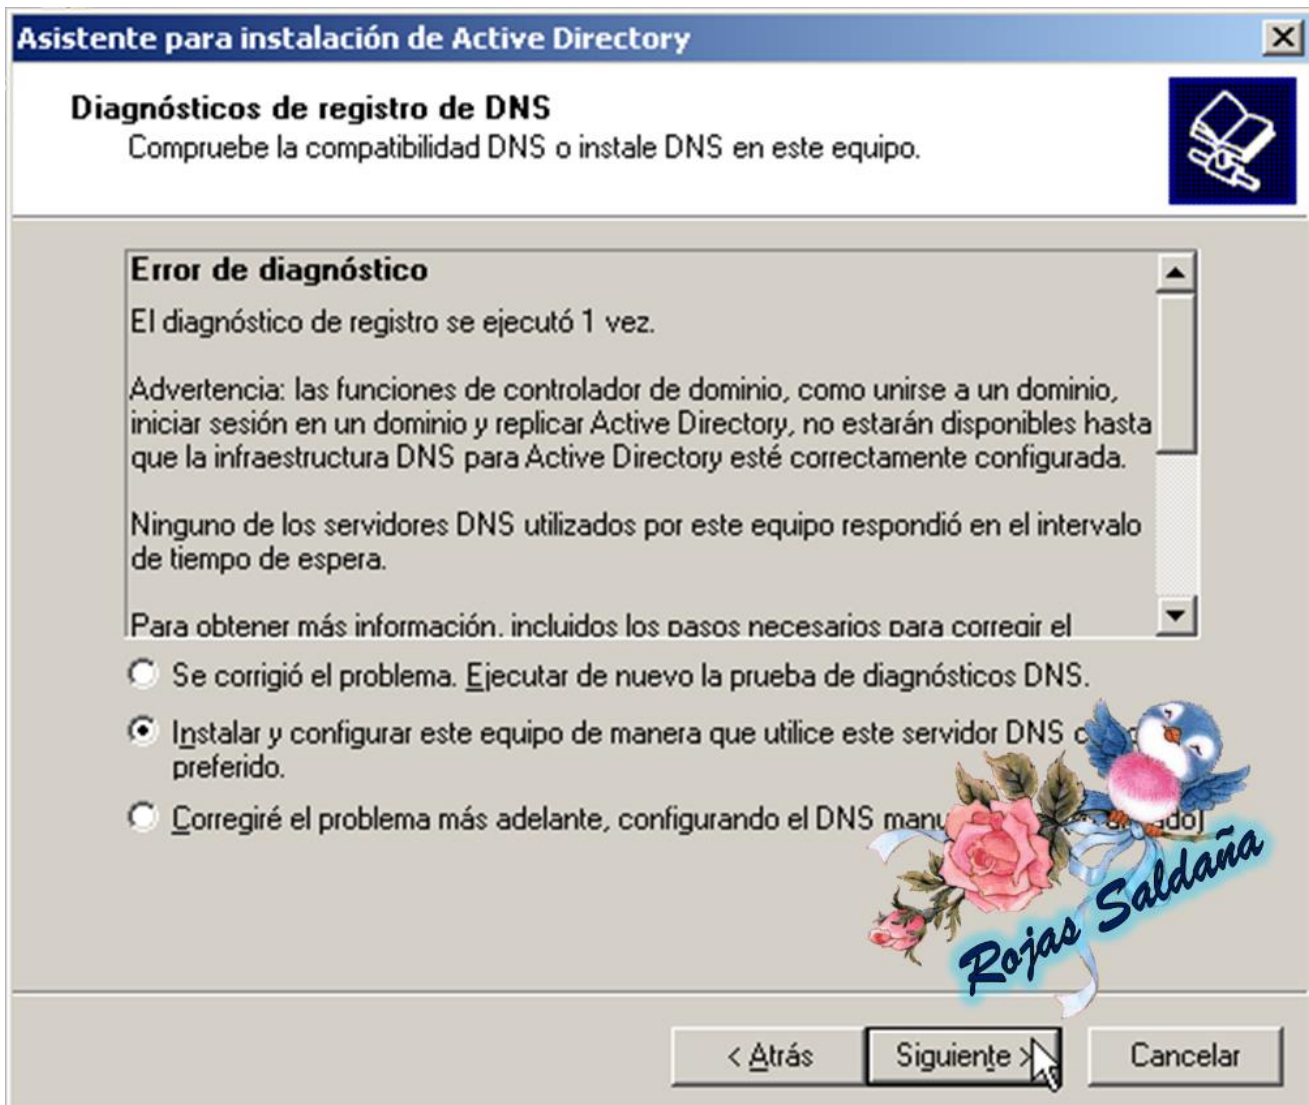 Asistente para instalación de Active Directory
Diagnósticos de registro de DNS
Compruebe la compatibilidad DNS o instale DNS en este equipo.
Error de diagnóstico
El diagnóstico de registro se ejecutó 1 vez.
Advertencia: las funciones de controlador de dominio, como unirse a un dominio,
iniciar sesión en un dominio y replicar Active Directory, no estarán disponibles hasta
que la infraestructura DNS para Active Directory esté correctamente configurada.
Ninguno de los servidores DNS utilizados por este equipo respondió en el intervalo
de tiempo de espera.
Para obtener más información, incluidos los pasos necesarios para corregir el
Se corrigió el problema. Ejecutar de nuevo la prueba de diagnósticos DNS.
Instalar y configurar este equipo de manera que utilice este servidor DNS
preferido.
Corregiré el problema más adelante, configurando el DNS
Rojas Saldaña
< Atrás
Siguiente >
Cancelar